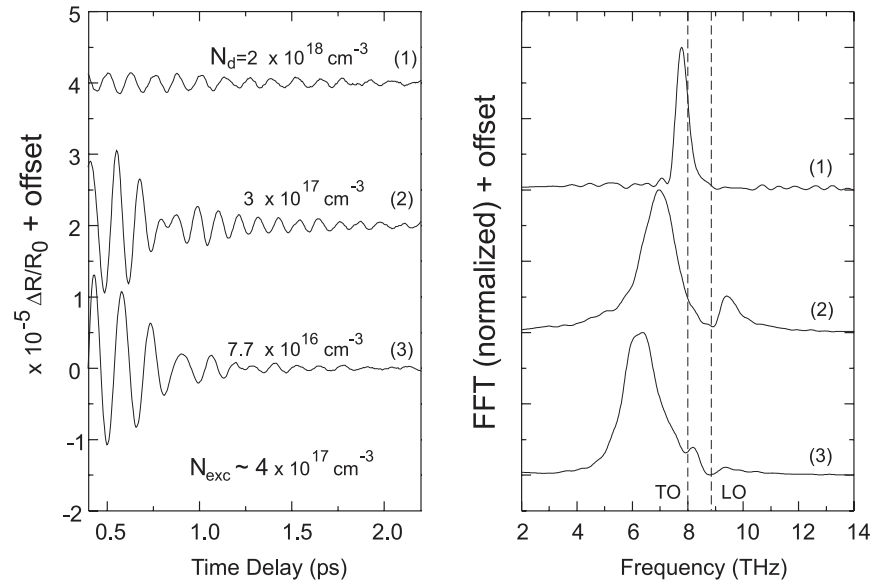 N_d=2 x 10^18 cm^-3
(1)
3 x 10^17 cm^-3
(2)
7.7 x 10^16 cm^-3
(3)
N_exc ~ 4 x 10^17 cm^-3
x 10^-5 ΔR/R_0 + offset
5
4
3
2
1
0
-1
-2
0.5 1.0 1.5 2.0
Time Delay (ps)
FFT (normalized) + offset
(1)
(2)
(3)
TO LO
2 4 6 8 10 12 14
Frequency (THz)